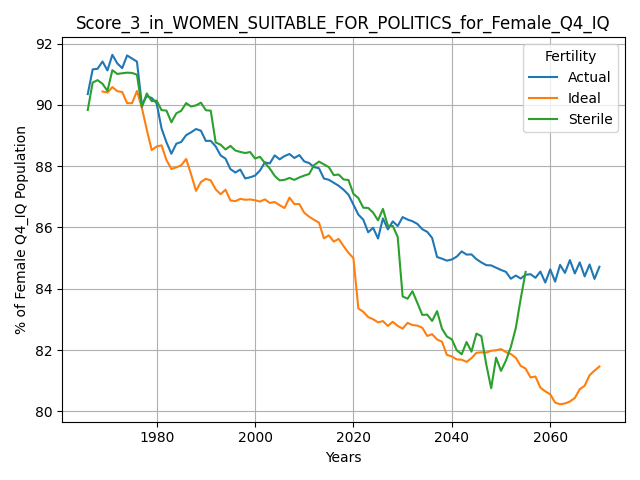 Score_3_in_WOMEN_SUITABLE_FOR_POLITICS_for_Female_Q4_IQ
92
90
88
86
84
82
80
% of Female Q4_IQ Population
Fertility
Actual
Ideal
Sterile
1980
2000
2020
2040
2060
Years